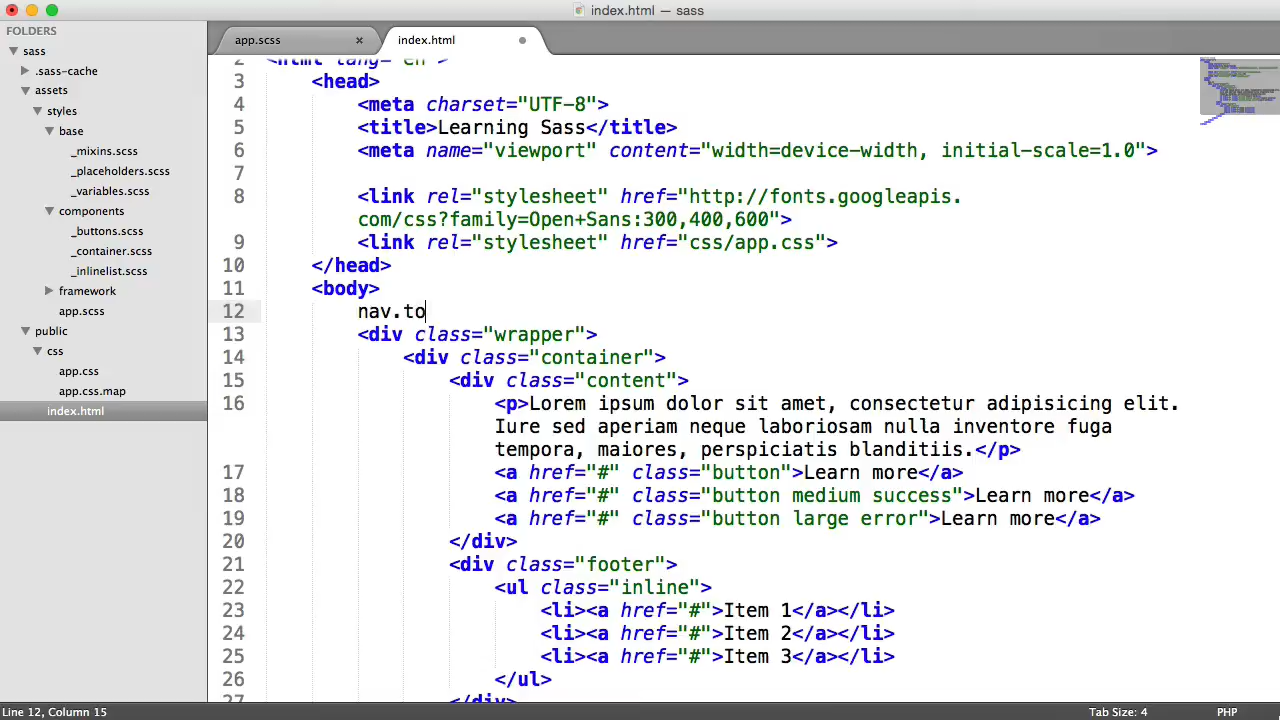 index.html — sass
FOLDERS
sass
.sass-cache
assets
styles
base
_mixins.scss
_placeholders.scss
_variables.scss
components
_buttons.scss
_container.scss
_inlinelist.scss
framework
app.scss
public
css
app.css
app.css.map
index.html
app.scss ×
index.html
2 <html lang="en">
3 <head>
4 <meta charset="UTF-8">
5 <title>Learning Sass</title>
6 <meta name="viewport" content="width=device-width, initial-scale=1.0">
7
8 <link rel="stylesheet" href="http://fonts.googleapis.
com/css?family=Open+Sans:300,400,600">
9 <link rel="stylesheet" href="css/app.css">
10 </head>
11 <body>
12 nav.to
13 <div class="wrapper">
14 <div class="container">
15 <div class="content">
16 <p>Lorem ipsum dolor sit amet, consectetur adipisicing elit.
Iure sed aperiam neque laboriosam nulla inventore fuga
tempora, maiores, perspiciatis blanditiis.</p>
17 <a href="#" class="button">Learn more</a>
18 <a href="#" class="button medium success">Learn more</a>
19 <a href="#" class="button large error">Learn more</a>
20 </div>
21 <div class="footer">
22 <ul class="inline">
23 <li><a href="#">Item 1</a></li>
24 <li><a href="#">Item 2</a></li>
25 <li><a href="#">Item 3</a></li>
26 </ul>
27 </div>
Line 12, Column 15
Tab Size: 4
PHP